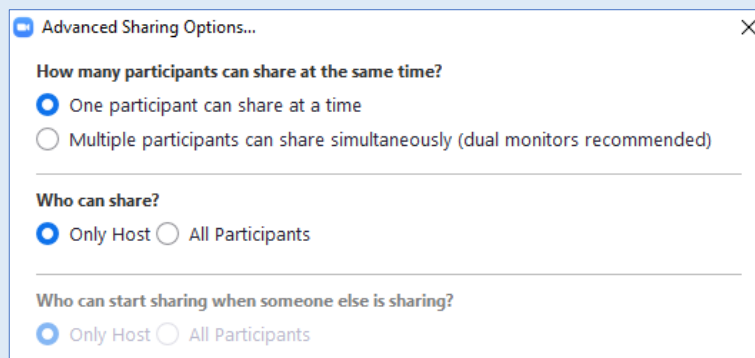 Advanced Sharing Options...
How many participants can share at the same time?
One participant can share at a time
Multiple participants can share simultaneously (dual monitors recommended)
Who can share?
Only Host All Participants
Who can start sharing when someone else is sharing?
Only Host All Participants